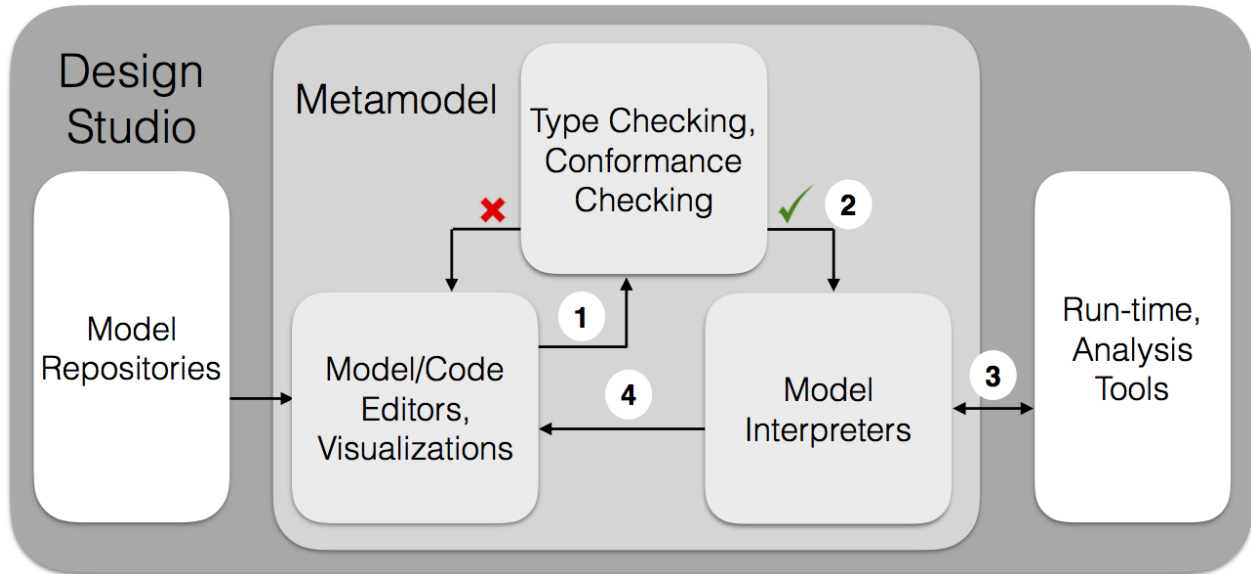 Design
Studio
Metamodel
Type Checking,
Conformance
Checking
2
1
Model
Repositories
Model/Code
Editors,
Visualizations
4
Model
Interpreters
3
Run-time,
Analysis
Tools